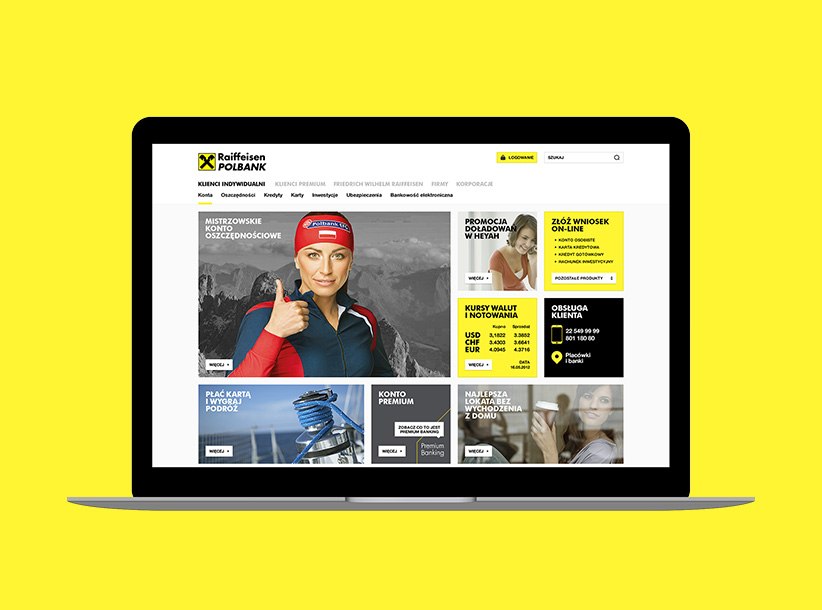 Raiffeisen
POLBANK
LOGOWANIE
SZUKAJ
KLIENCI INDYWIDUALNI
KLIENCI PREMIUM
FRIEDRICH WILHELM RAIFFEISEN
FIRMY
KORPORACJE
Konta
Oszczędności
Kredyty
Karty
Inwestycje
Ubezpieczenia
Bankowość elektroniczna
MISTRZOWSKIE
KONTO
OSZCZĘDNOŚCIOWE
WIĘCEJ
PROMOCJA
DOŁADOWAŃ
W HEYAH
WIĘCEJ
ZŁÓŻ WNIOSEK
ON-LINE
KONTO OSOBISTE
KARTA KREDYTOWA
KREDYT GOTÓWKOWY
RACHUNEK INWESTYCYJNY
POZOSTAŁE PRODUKTY
KURSY WALUT
I NOTOWANIA
Kupno Sprzedaż
USD 3.1822 3.3652
CHF 3.4303 3.6641
EUR 4.0945 4.3716
WIĘCEJ
DATA
16.05.2012
OBSŁUGA
KLIENTA
22 549 99 99
801 180 80
Placówki
i banki
PŁAĆ KARTĄ
I WYGRAJ
PODRÓŻ
WIĘCEJ
KONTO
PREMIUM
ZOBACZ CO TO JEST
PREMIUM BANKING
WIĘCEJ
Premium
Banking
NAJLEPSZA
LOKATA BEZ
WYCHODZENIA
Z DOMU
WIĘCEJ